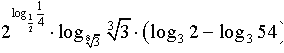 2^{\log_{\frac{1}{2}} \frac{1}{4}} \cdot \log_{\sqrt[8]{3}} \sqrt[3]{3} \cdot (\log_3 2 - \log_3 54)